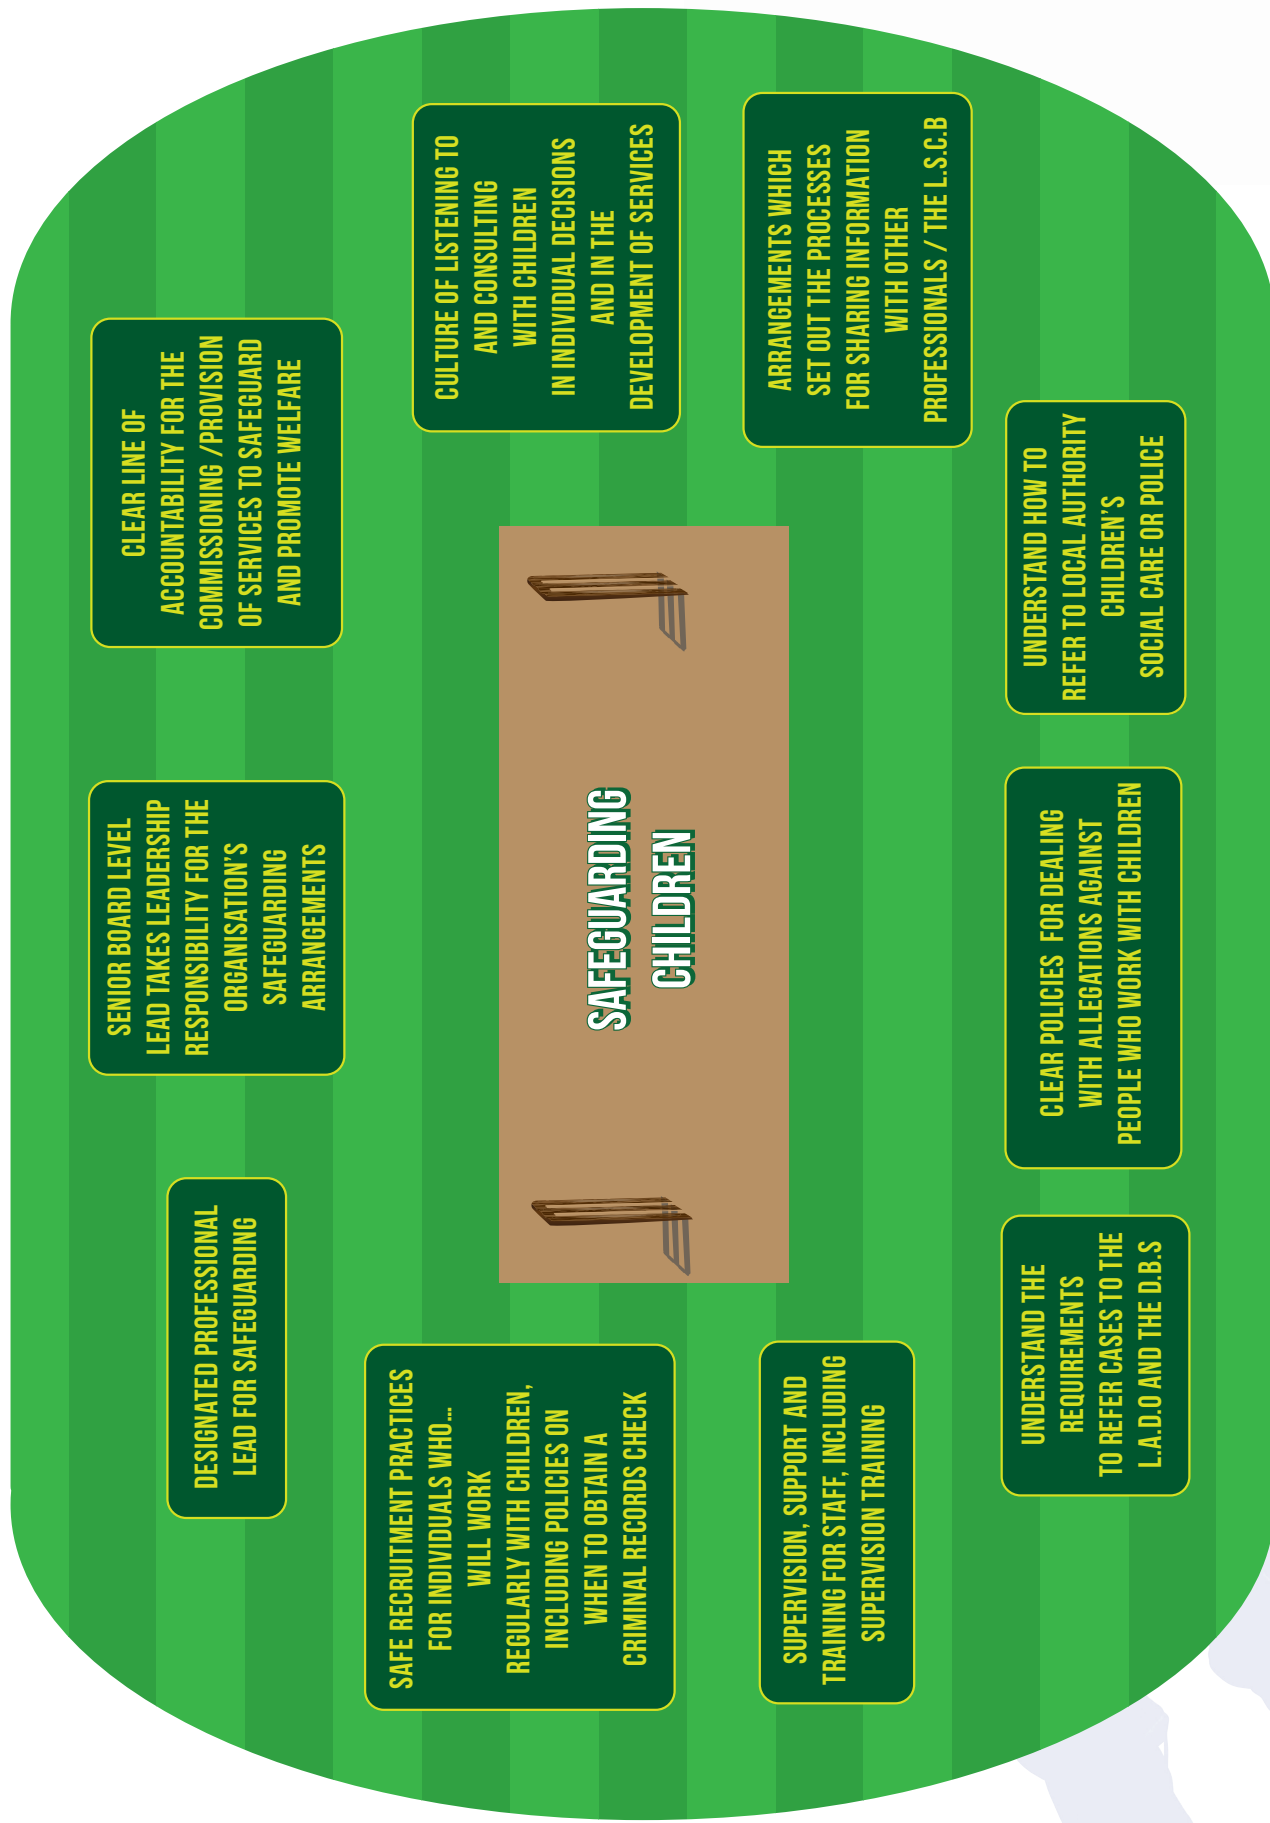 DESIGNATED PROFESSIONAL
LEAD FOR SAFEGUARDING
SENIOR BOARD LEVEL
LEAD TAKES LEADERSHIP
RESPONSIBILITY FOR THE
ORGANISATION'S
SAFEGUARDING
ARRANGEMENTS
CLEAR LINE OF
ACCOUNTABILITY FOR THE
COMMISSIONING /PROVISION
OF SERVICES TO SAFEGUARD
AND PROMOTE WELFARE
SAFE RECRUITMENT PRACTICES
FOR INDIVIDUALS WHO...
WILL WORK
REGULARLY WITH CHILDREN,
INCLUDING POLICIES ON
WHEN TO OBTAIN A
CRIMINAL RECORDS CHECK
SAFEGUARDING
CHILDREN
CULTURE OF LISTENING TO
AND CONSULTING
WITH CHILDREN
IN INDIVIDUAL DECISIONS
AND IN THE
DEVELOPMENT OF SERVICES
SUPERVISION, SUPPORT AND
TRAINING FOR STAFF, INCLUDING
SUPERVISION TRAINING
ARRANGEMENTS WHICH
SET OUT THE PROCESSES
FOR SHARING INFORMATION
WITH OTHER
PROFESSIONALS / THE L.S.C.B
UNDERSTAND THE
REQUIREMENTS
TO REFER CASES TO THE
L.A.D.O AND THE D.B.S
CLEAR POLICIES FOR DEALING
WITH ALLEGATIONS AGAINST
PEOPLE WHO WORK WITH CHILDREN
UNDERSTAND HOW TO
REFER TO LOCAL AUTHORITY
CHILDREN'S
SOCIAL CARE OR POLICE